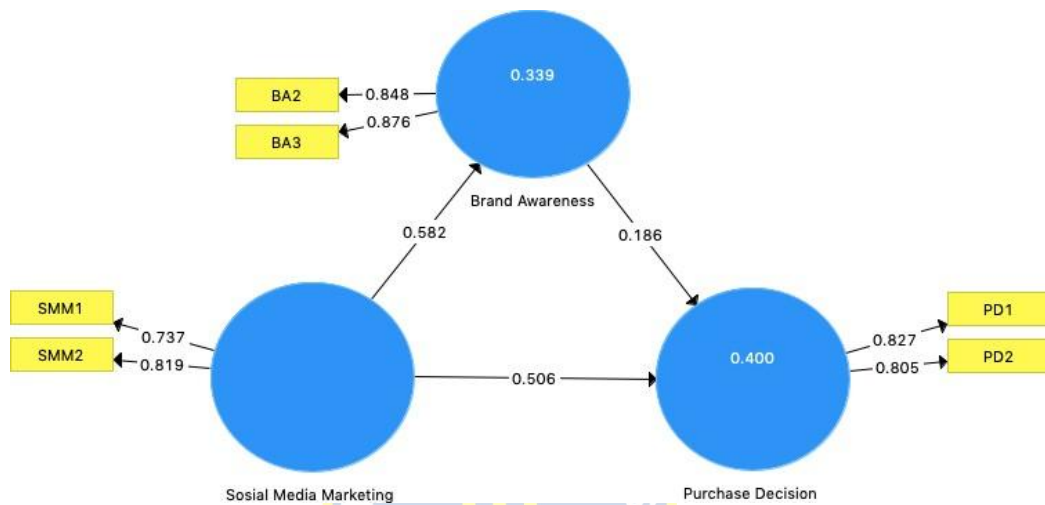 0.339
BA2
0.848
0.876
BA3
Brand Awareness
0.582
0.186
SMM1
0.737
SMM2
0.819
0.506
0.400
PD1
0.827
0.805
PD2
Sosial Media Marketing
Purchase Decision